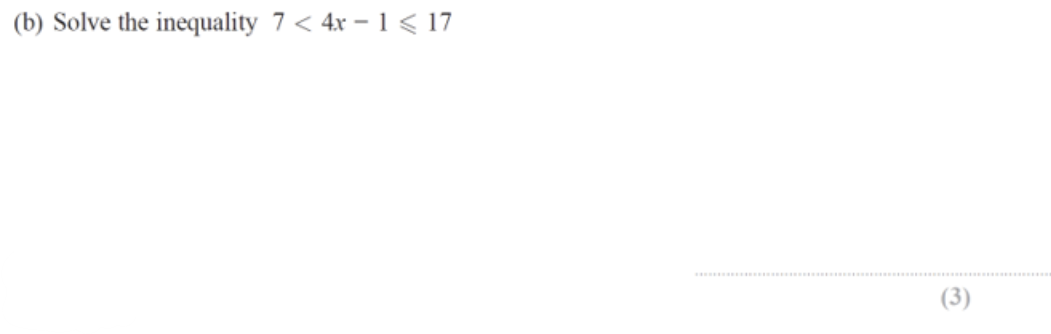 (b) Solve the inequality 7 < 4x − 1 ⩽ 17
(3)